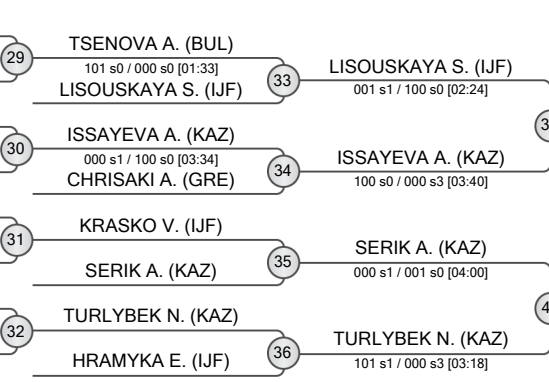 29
TSENOVA A. (BUL)
101 s0 / 000 s0 [01:33]
LISOUSKAYA S. (IJF)
33
LISOUSKAYA S. (IJF)
001 s1 / 100 s0 [02:24]
30
ISSAYEVA A. (KAZ)
000 s1 / 100 s0 [03:34]
CHRISAKI A. (GRE)
34
ISSAYEVA A. (KAZ)
100 s0 / 000 s3 [03:40]
31
KRASKO V. (IJF)
SERIK A. (KAZ)
35
SERIK A. (KAZ)
000 s1 / 001 s0 [04:00]
32
TURLYBEK N. (KAZ)
HRAMYKA E. (IJF)
36
TURLYBEK N. (KAZ)
101 s1 / 000 s3 [03:18]